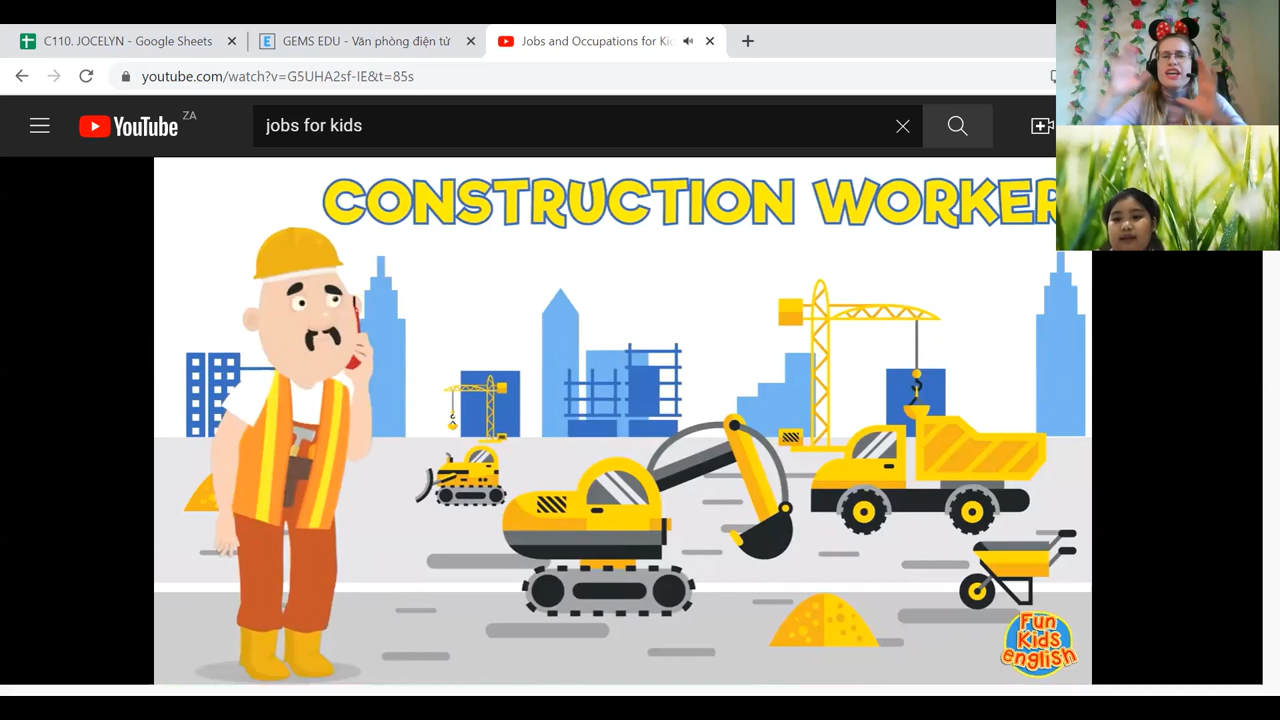 C110. JOCELYN - Google Sheets
GEMS EDU - Văn phòng điện tử
Jobs and Occupations for Ki
youtube.com/watch?v=G5UHA2sf-IE&t=85s
YouTube ZA
jobs for kids
CONSTRUCTION WORKER
Fun
Kids
english